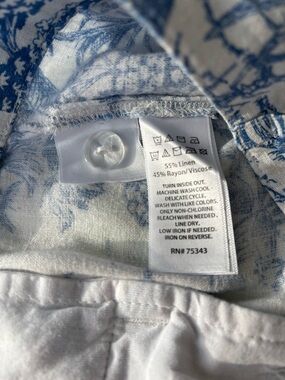 55% Linen
45% Rayon/Viscose
TURN INSIDE OUT.
MACHINE WASH COOL
DELICATE CYCLE.
WASH WITH LIKE COLORS.
ONLY NON-CHLORINE
BLEACH WHEN NEEDED.
LINE DRY.
LOW IRON IF NEEDED.
IRON ON REVERSE.
RN# 75343